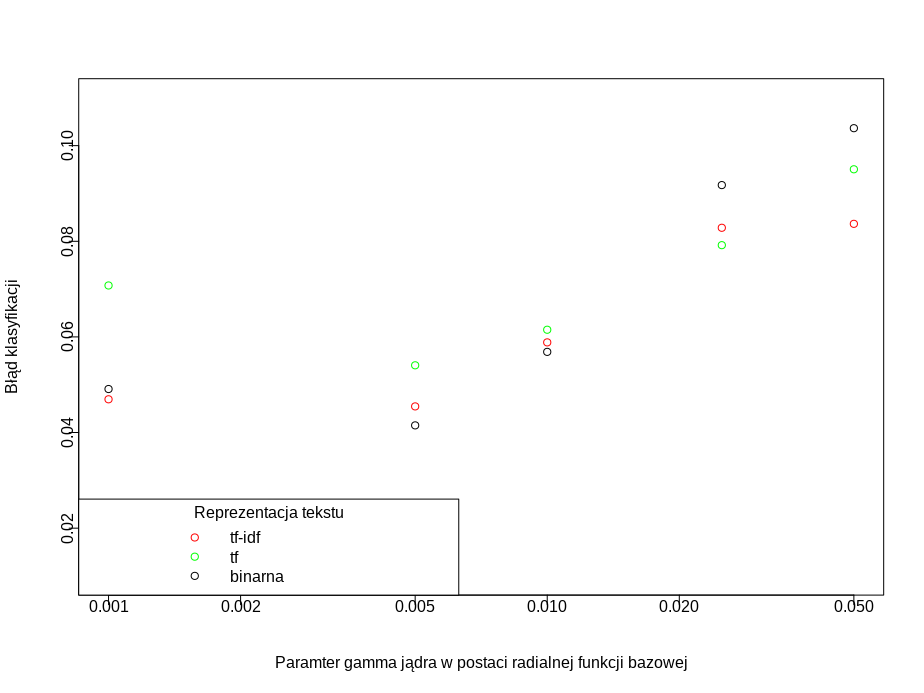 0.10
0.08
0.06
0.04
0.02
Błąd klasyfikacji
Reprezentacja tekstu
tf-idf
tf
binarna
0.001 0.002 0.005 0.010 0.020 0.050
Paramter gamma jądra w postaci radialnej funkcji bazowej